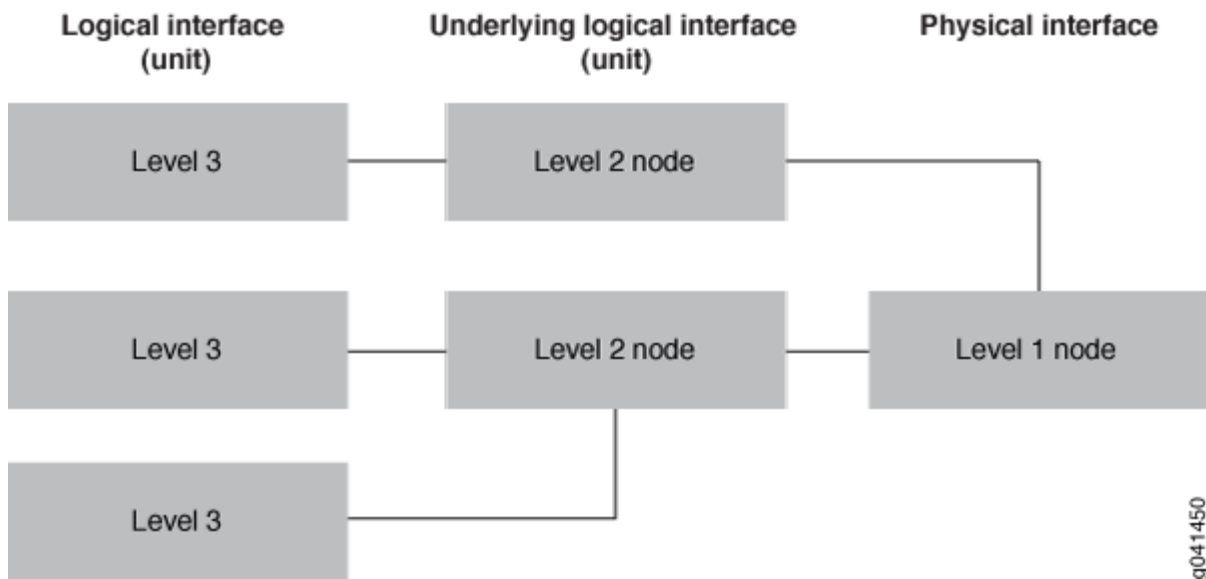 Logical interface
(unit)
Underlying logical interface
(unit)
Physical interface
Level 3
Level 2 node
Level 3
Level 2 node
Level 1 node
Level 3
g041450